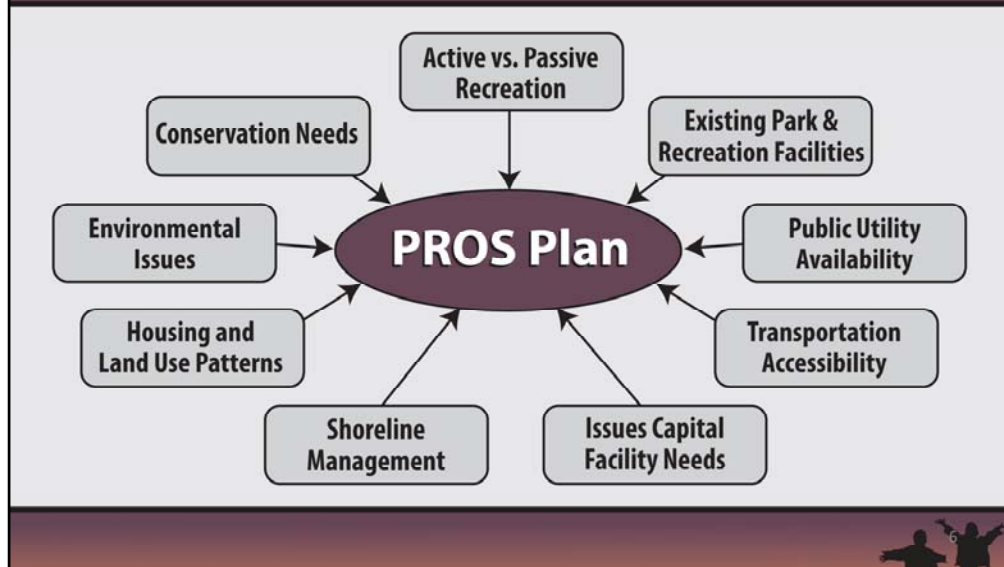 Active vs. Passive
Recreation
Conservation Needs
Existing Park &
Recreation Facilities
Environmental
Issues
PROS Plan
Public Utility
Availability
Housing and
Land Use Patterns
Transportation
Accessibility
Shoreline
Management
Issues Capital
Facility Needs
6